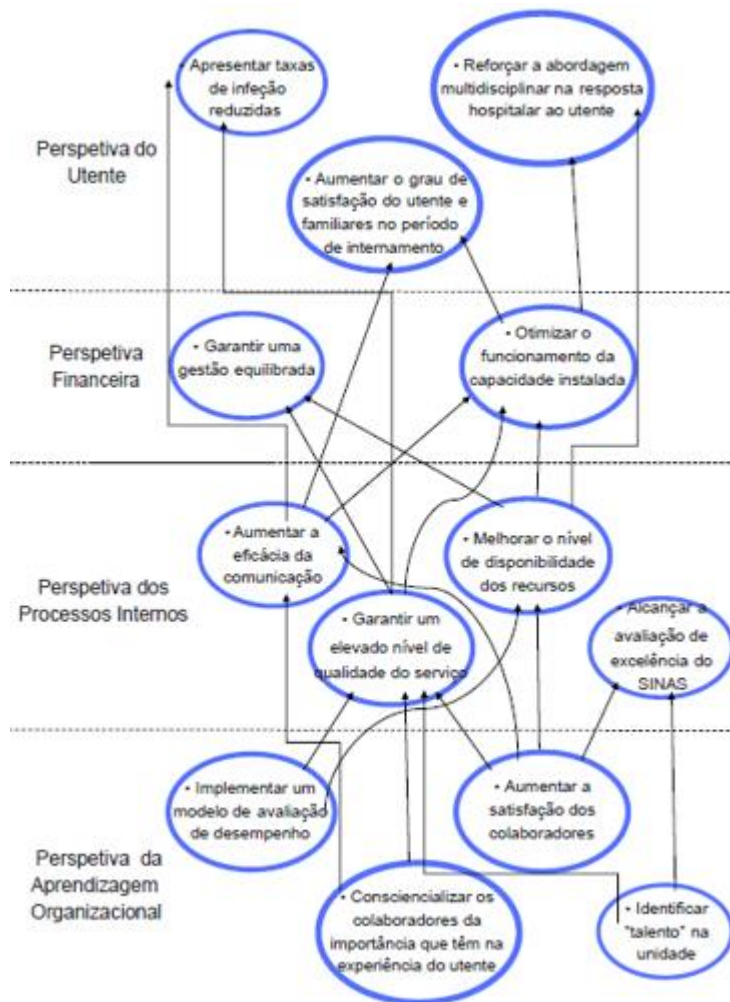 • Apresentar taxas
de infeção
reduzidas
• Reforçar a abordagem
multidisciplinar na resposta
hospitalar ao utente
Perspetiva do
Utente
• Aumentar o grau de
satisfação do utente e
familiares no período
de internamento
Perspetiva
Financeira
• Garantir uma
gestão equilibrada
• Otimizar o
funcionamento da
capacidade instalada
Perspetiva dos
Processos Internos
• Aumentar a
eficácia da
comunicação
• Melhorar o nível
de disponibilidade
dos recursos
• Garantir um
elevado nível de
qualidade do serviço
• Alcançar a
avaliação de
excelência do
SINAS
Perspetiva da
Aprendizagem
Organizacional
• Implementar um
modelo de avaliação
de desempenho
• Aumentar a
satisfação dos
colaboradores
• Consciencializar os
colaboradores da
importância que têm na
experiência do utente
• Identificar
"talento" na
unidade